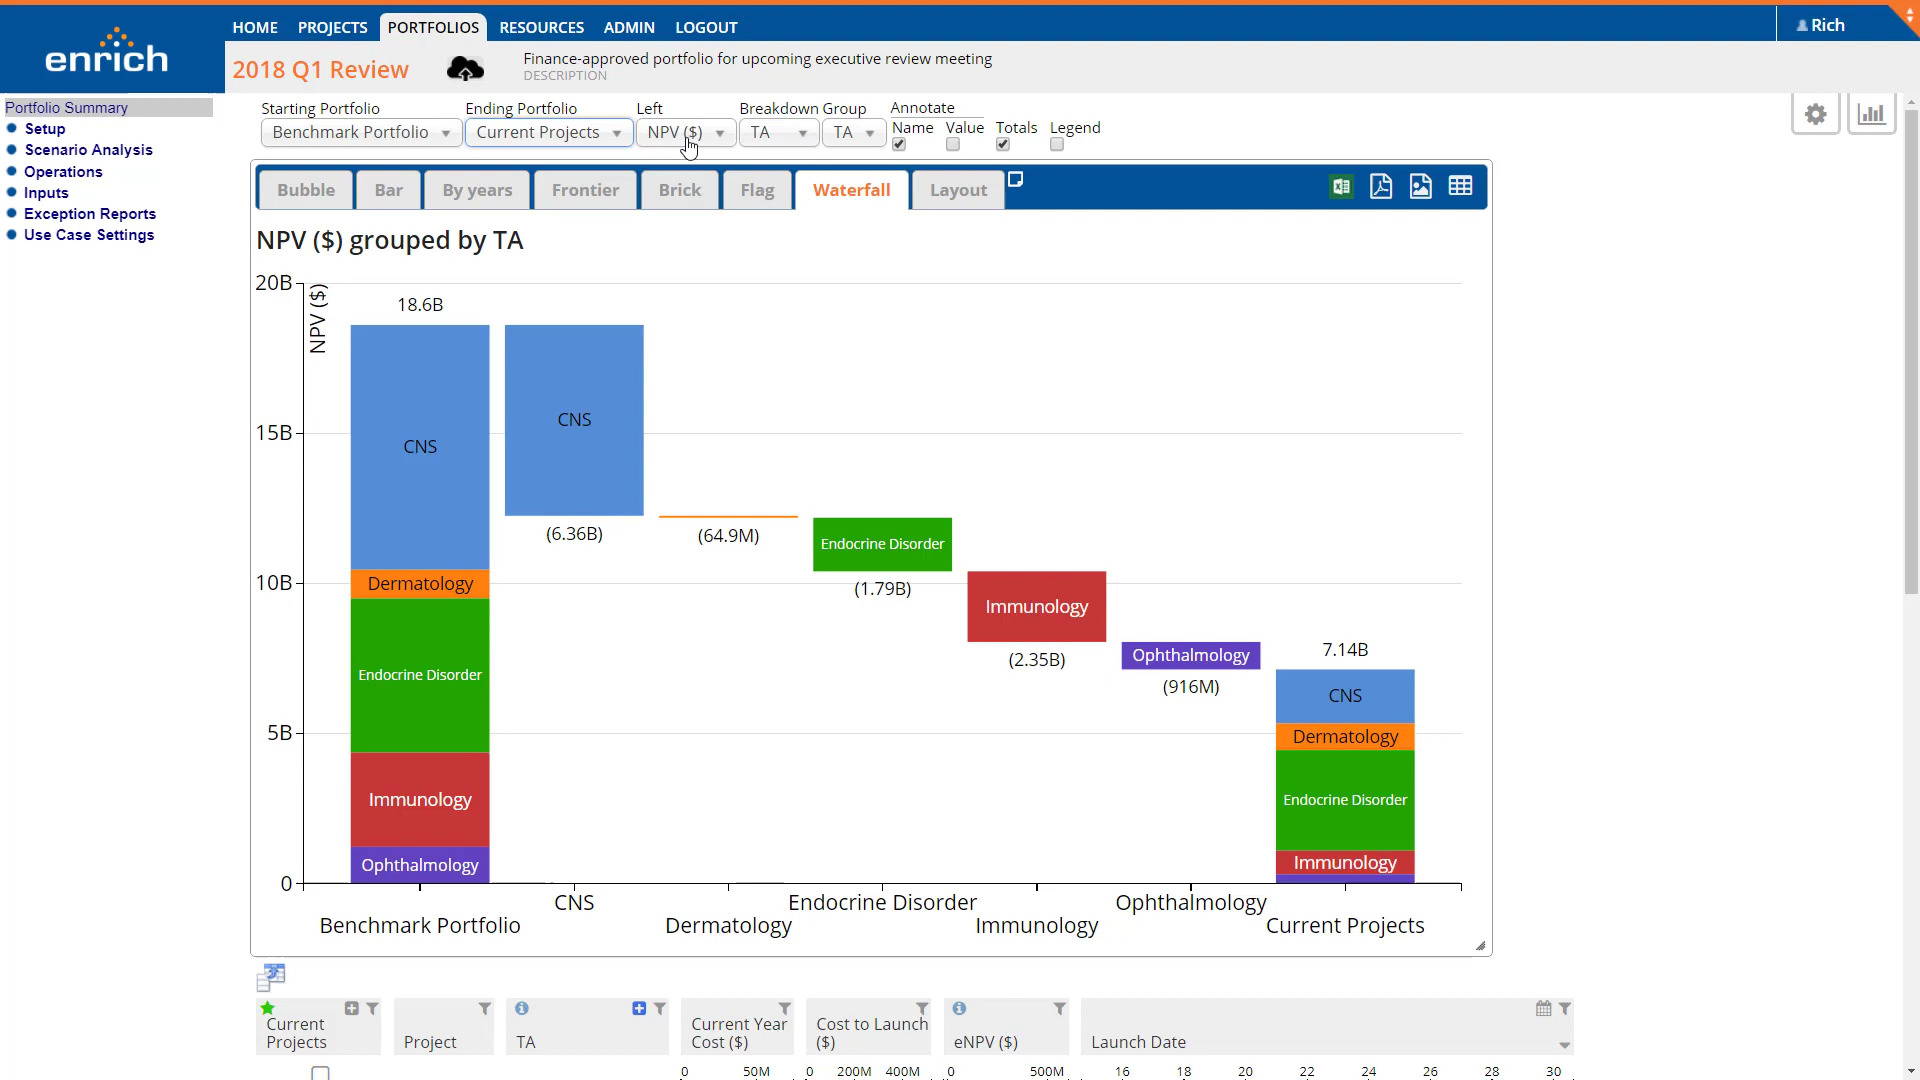 enrich
HOME PROJECTS PORTFOLIOS RESOURCES ADMIN LOGOUT
Rich
2018 Q1 Review
Finance-approved portfolio for upcoming executive review meeting
DESCRIPTION
Portfolio Summary
Setup
Scenario Analysis
Operations
Inputs
Exception Reports
Use Case Settings
Starting Portfolio Ending Portfolio Left Breakdown Group Annotate
Benchmark Portfolio Current Projects NPV ($) TA TA
Name Value Totals Legend
Bubble Bar By years Frontier Brick Flag Waterfall Layout
NPV ($) grouped by TA
NPV ($)
20B
15B
10B
5B
0
18.6B
CNS
Dermatology
Endocrine Disorder
Immunology
Ophthalmology
CNS
(6.36B)
(64.9M)
Endocrine Disorder
(1.79B)
Immunology
(2.35B)
Ophthalmology
(916M)
7.14B
CNS
Dermatology
Endocrine Disorder
Immunology
Benchmark Portfolio
CNS
Dermatology
Endocrine Disorder
Immunology
Ophthalmology
Current Projects
Current Projects
Project
TA
Current Year Cost ($)
Cost to Launch ($)
eNPV ($)
Launch Date
0 50M 0 200M 400M 0 500M 16 18 20 22 24 26 28 30